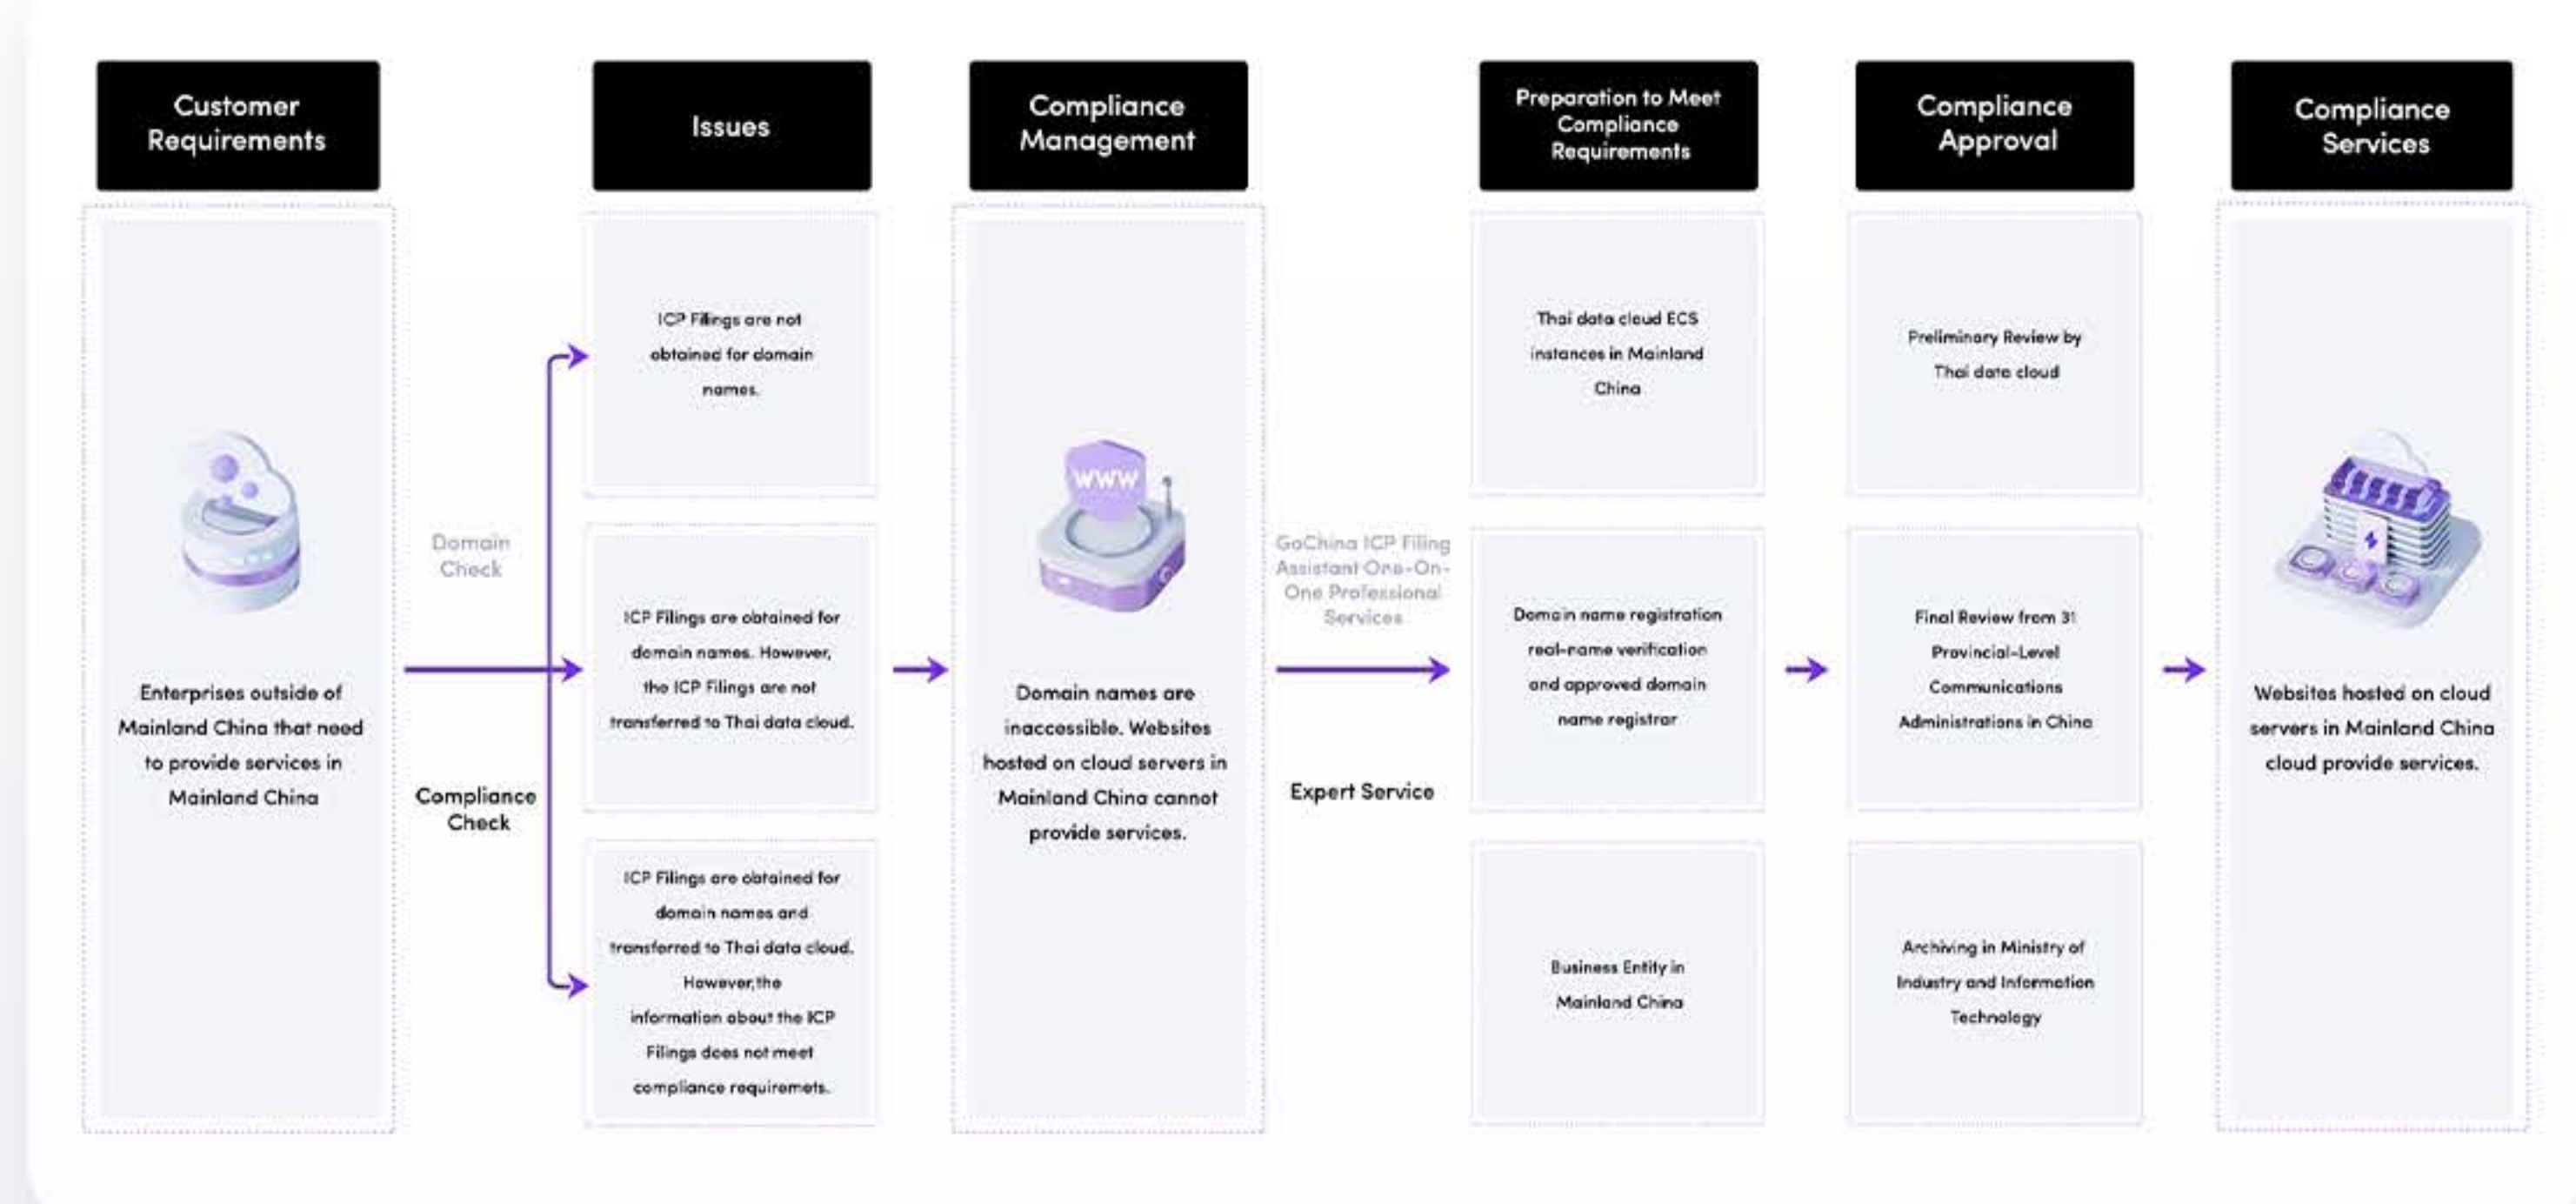 Customer
Requirements
Enterprises outside of
Mainland China that need
to provide services in
Mainland China
Domain
Check
Compliance
Check
Issues
ICP Filings are not
obtained for domain
names.
ICP Filings are obtained for
domain names. However,
the ICP Filings are not
transferred to Thai data cloud.
ICP Filings are obtained for
domain names and
transferred to Thai data cloud.
However,the
information about the ICP
Filings does not meet
compliance requiremets.
Compliance
Management
WWW
Domain names are
inaccessible. Websites
hosted on cloud servers in
Mainland China cannot
provide services.
GoChina ICP Filing
Assistant One-On-
One Professional
Services
Expert Service
Preparation to Meet
Compliance
Requirements
Thai data cloud ECS
instances in Mainland
China
Domain name registration
real-name verification
and approved domain
name registrar
Business Entity in
Mainland China
Compliance
Approval
Preliminary Review by
Thai data cloud
Final Review from 31
Provincial-Level
Communications
Administrations in China
Archiving in Ministry of
Industry and Information
Technology
Compliance
Services
Websites hosted on cloud
servers in Mainland China
cloud provide services.